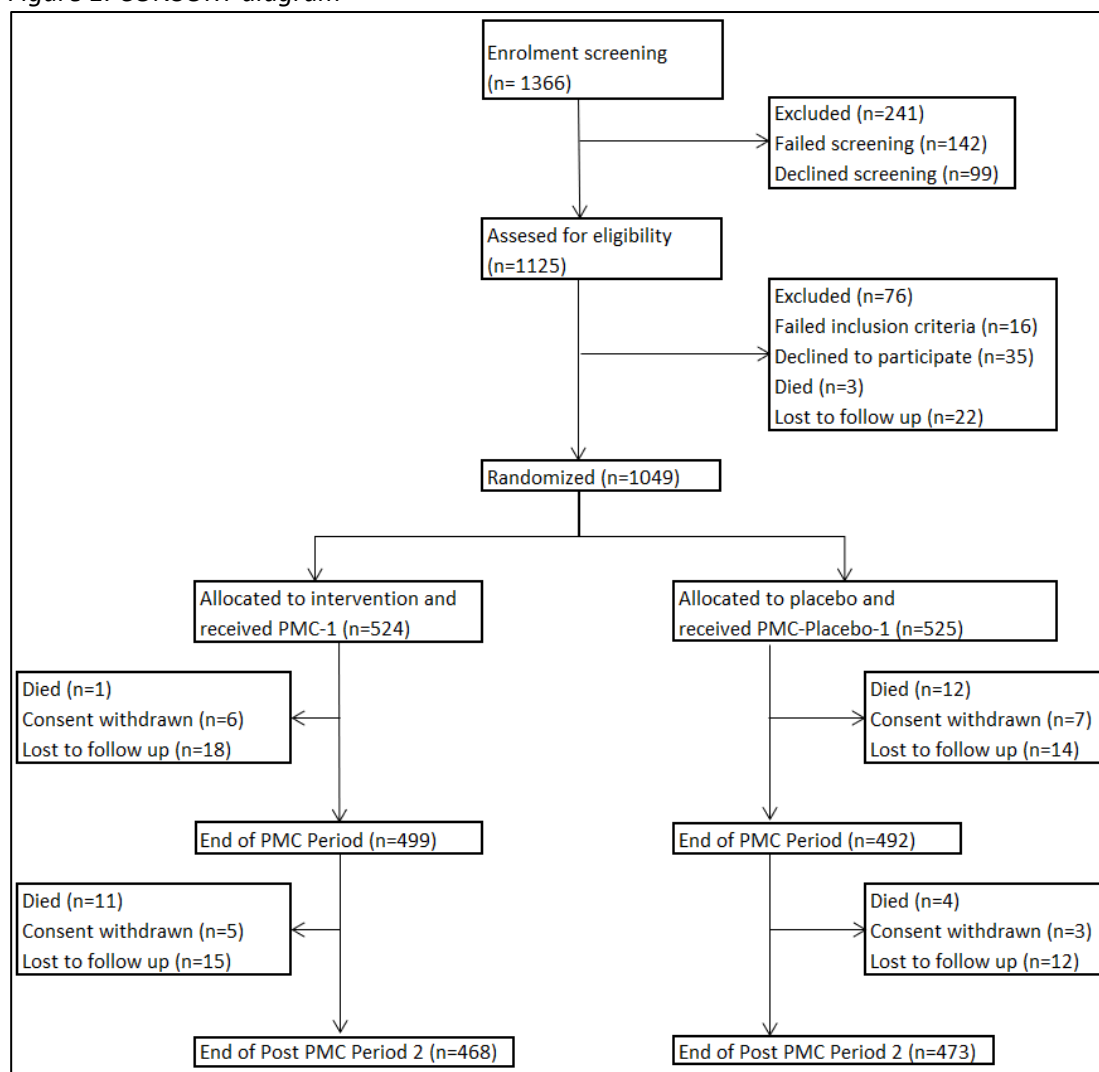 Enrolment screening
(n= 1366)
Excluded (n=241)
Failed screening (n=142)
Declined screening (n=99)
Assesed for eligibility
(n=1125)
Excluded (n=76)
Failed inclusion criteria (n=16)
Declined to participate (n=35)
Died (n=3)
Lost to follow up (n=22)
Randomized (n=1049)
Allocated to intervention and
received PMC-1 (n=524)
Allocated to placebo and
received PMC-Placebo-1 (n=525)
Died (n=1)
Consent withdrawn (n=6)
Lost to follow up (n=18)
Died (n=12)
Consent withdrawn (n=7)
Lost to follow up (n=14)
End of PMC Period (n=499)
End of PMC Period (n=492)
Died (n=11)
Consent withdrawn (n=5)
Lost to follow up (n=15)
Died (n=4)
Consent withdrawn (n=3)
Lost to follow up (n=12)
End of Post PMC Period 2 (n=468)
End of Post PMC Period 2 (n=473)